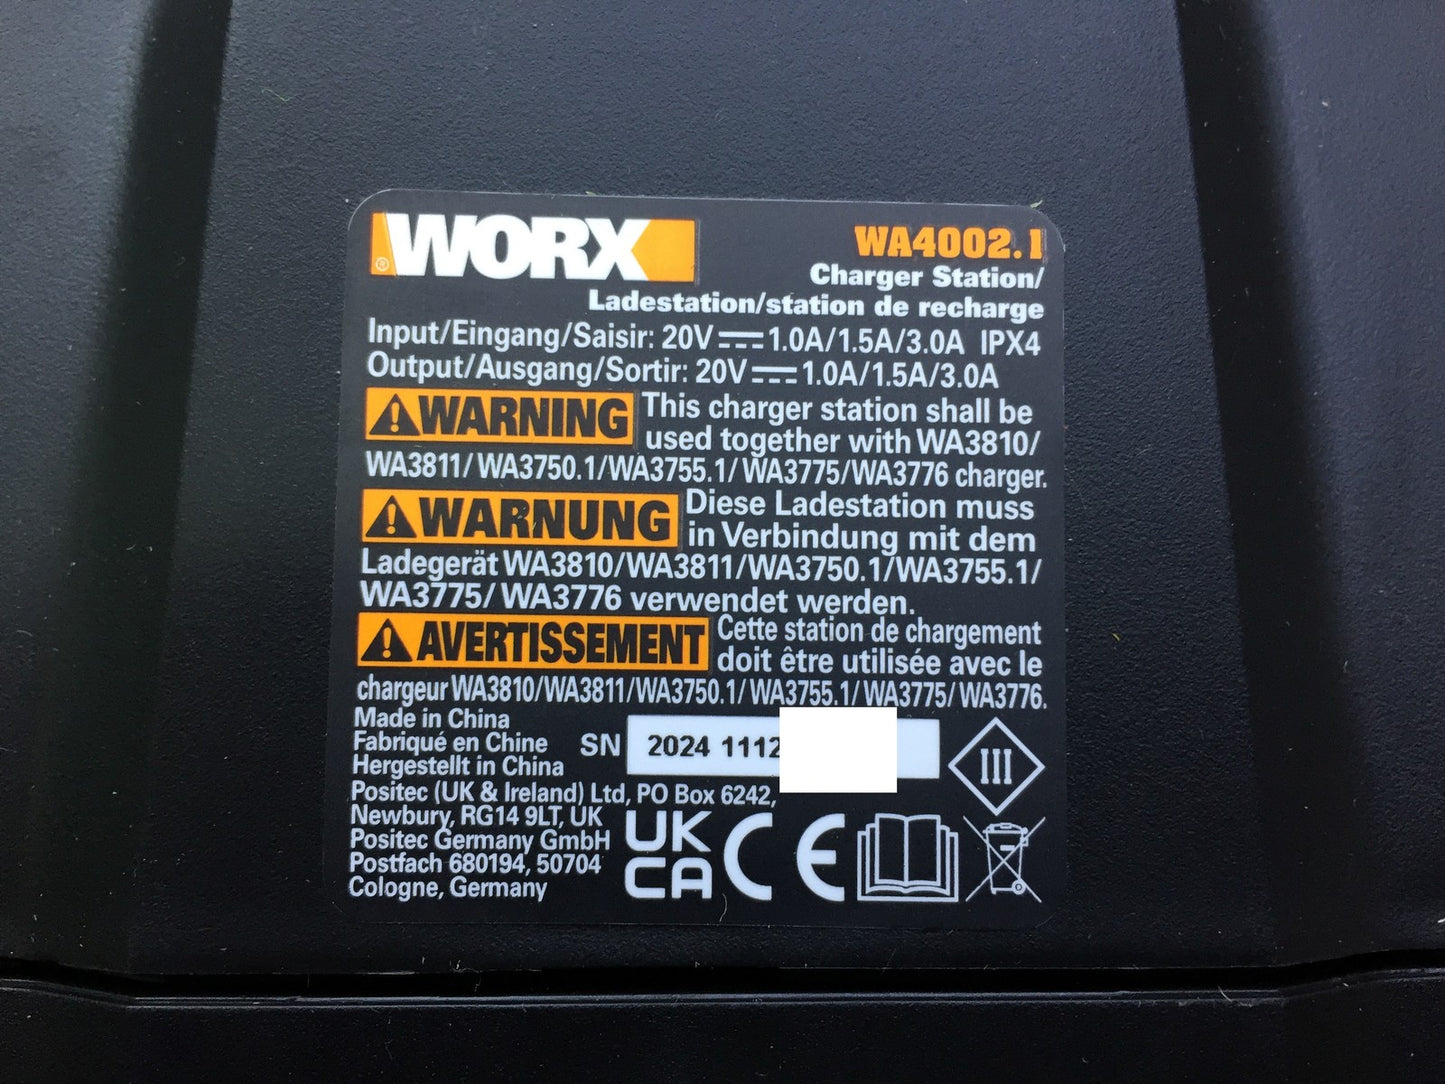 WORX ®
WA4002.1
Charger Station/
Ladestation/station de recharge
Input/Eingang/Saisir: 20V⎓1.0A/1.5A/3.0A IPX4
Output/Ausgang/Sortir: 20V⎓1.0A/1.5A/3.0A
WARNING This charger station shall be
used together with WA3810/
WA3811/ WA3750.1/WA3755.1/ WA3775/WA3776 charger.
WARNUNG Diese Ladestation muss
in Verbindung mit dem
Ladegerät WA3810/WA3811/WA3750.1/WA3755.1/
WA3775/ WA3776 verwendet werden.
AVERTISSEMENT Cette station de chargement
doit être utilisée avec le
chargeur WA3810/WA3811/WA3750.1/ WA3755.1/ WA3775/ WA3776.
Made in China
Fabriqué en Chine
Hergestellt in China
SN 2024 1112
III
Positec (UK & Ireland) Ltd, PO Box 6242,
Newbury, RG14 9LT, UK
Positec Germany GmbH
Postfach 680194, 50704
Cologne, Germany
UK
CA
CE